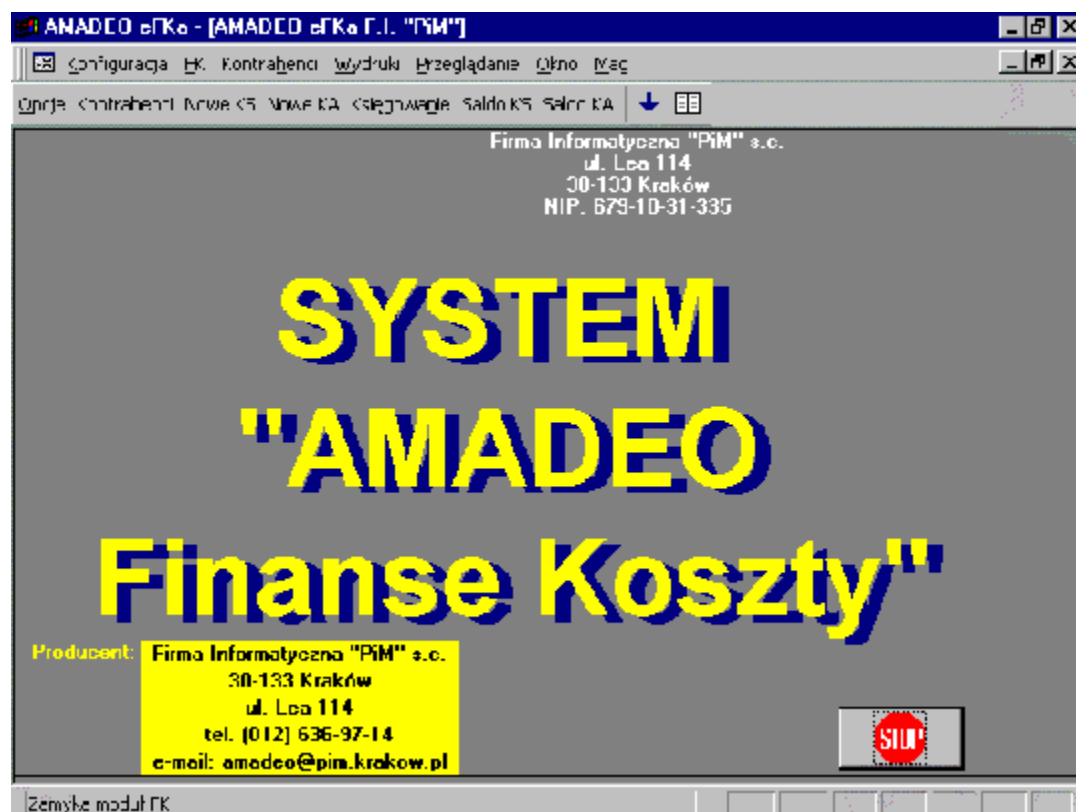 AMADEO eFKa - [AMADEO eFKa F.I. "PiM"]
Konfiguracja FK Kontrahenci Wydruki Przeglądanie Okno Mag
Opcje Kontrahenci Nowe KS Nowe KA Księgowanie Saldo KS Saldo KA
Firma Informatyczna "PiM" s.c.
ul. Lea 114
30-133 Kraków
NIP. 679-10-31-335
SYSTEM
"AMADEO
Finanse Koszty"
Producent:
Firma Informatyczna "PiM" s.c.
30-133 Kraków
ul. Lea 114
tel. (012) 636-97-14
e-mail: amadeo@pim.krakow.pl
STOP
Zamyka moduł FK